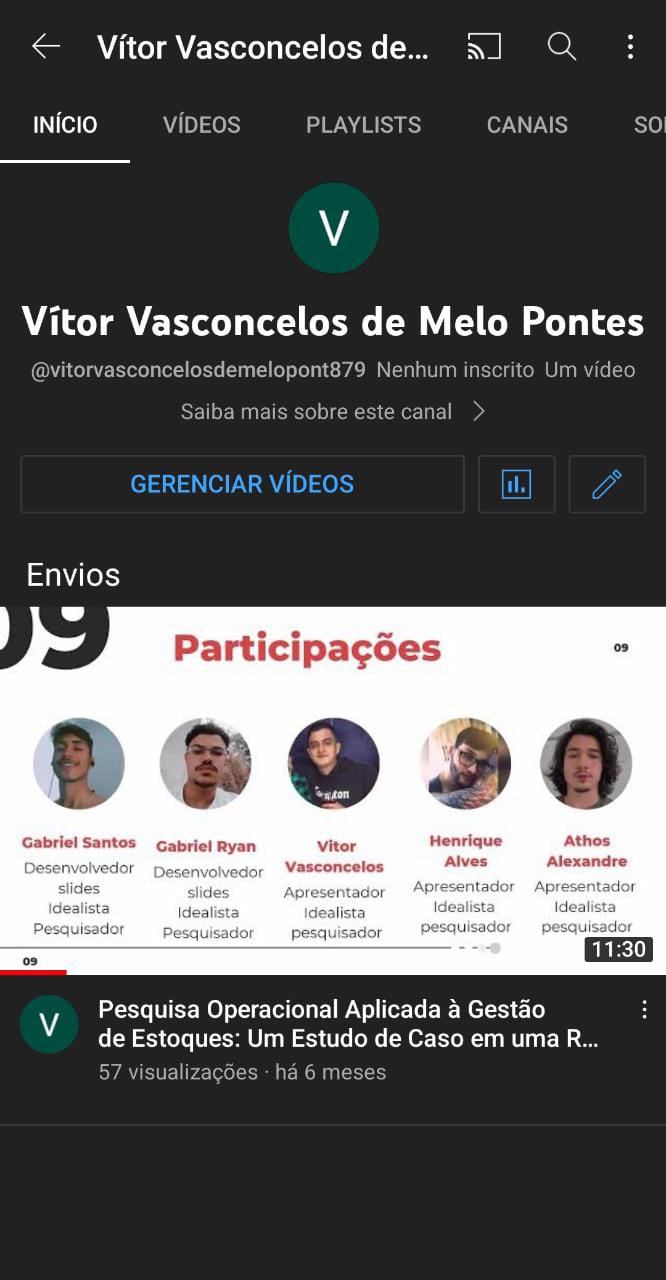 Vítor Vasconcelos de...
INÍCIO VÍDEOS PLAYLISTS CANAIS SO
V
Vítor Vasconcelos de Melo Pontes
@vitorvasconcelosdemelopont879 Nenhum inscrito Um vídeo
Saiba mais sobre este canal
GERENCIAR VÍDEOS
Envios
09
Participações
09
Gabriel Santos
Desenvolvedor
slides
Idealista
Pesquisador
Gabriel Ryan
Desenvolvedor
slides
Idealista
Pesquisador
Vitor
Vasconcelos
Apresentador
Idealista
pesquisador
Henrique
Alves
Apresentador
Idealista
pesquisador
Athos
Alexandre
Apresentador
Idealista
pesquisador
09
11:30
V
Pesquisa Operacional Aplicada à Gestão
de Estoques: Um Estudo de Caso em uma R...
57 visualizações · há 6 meses